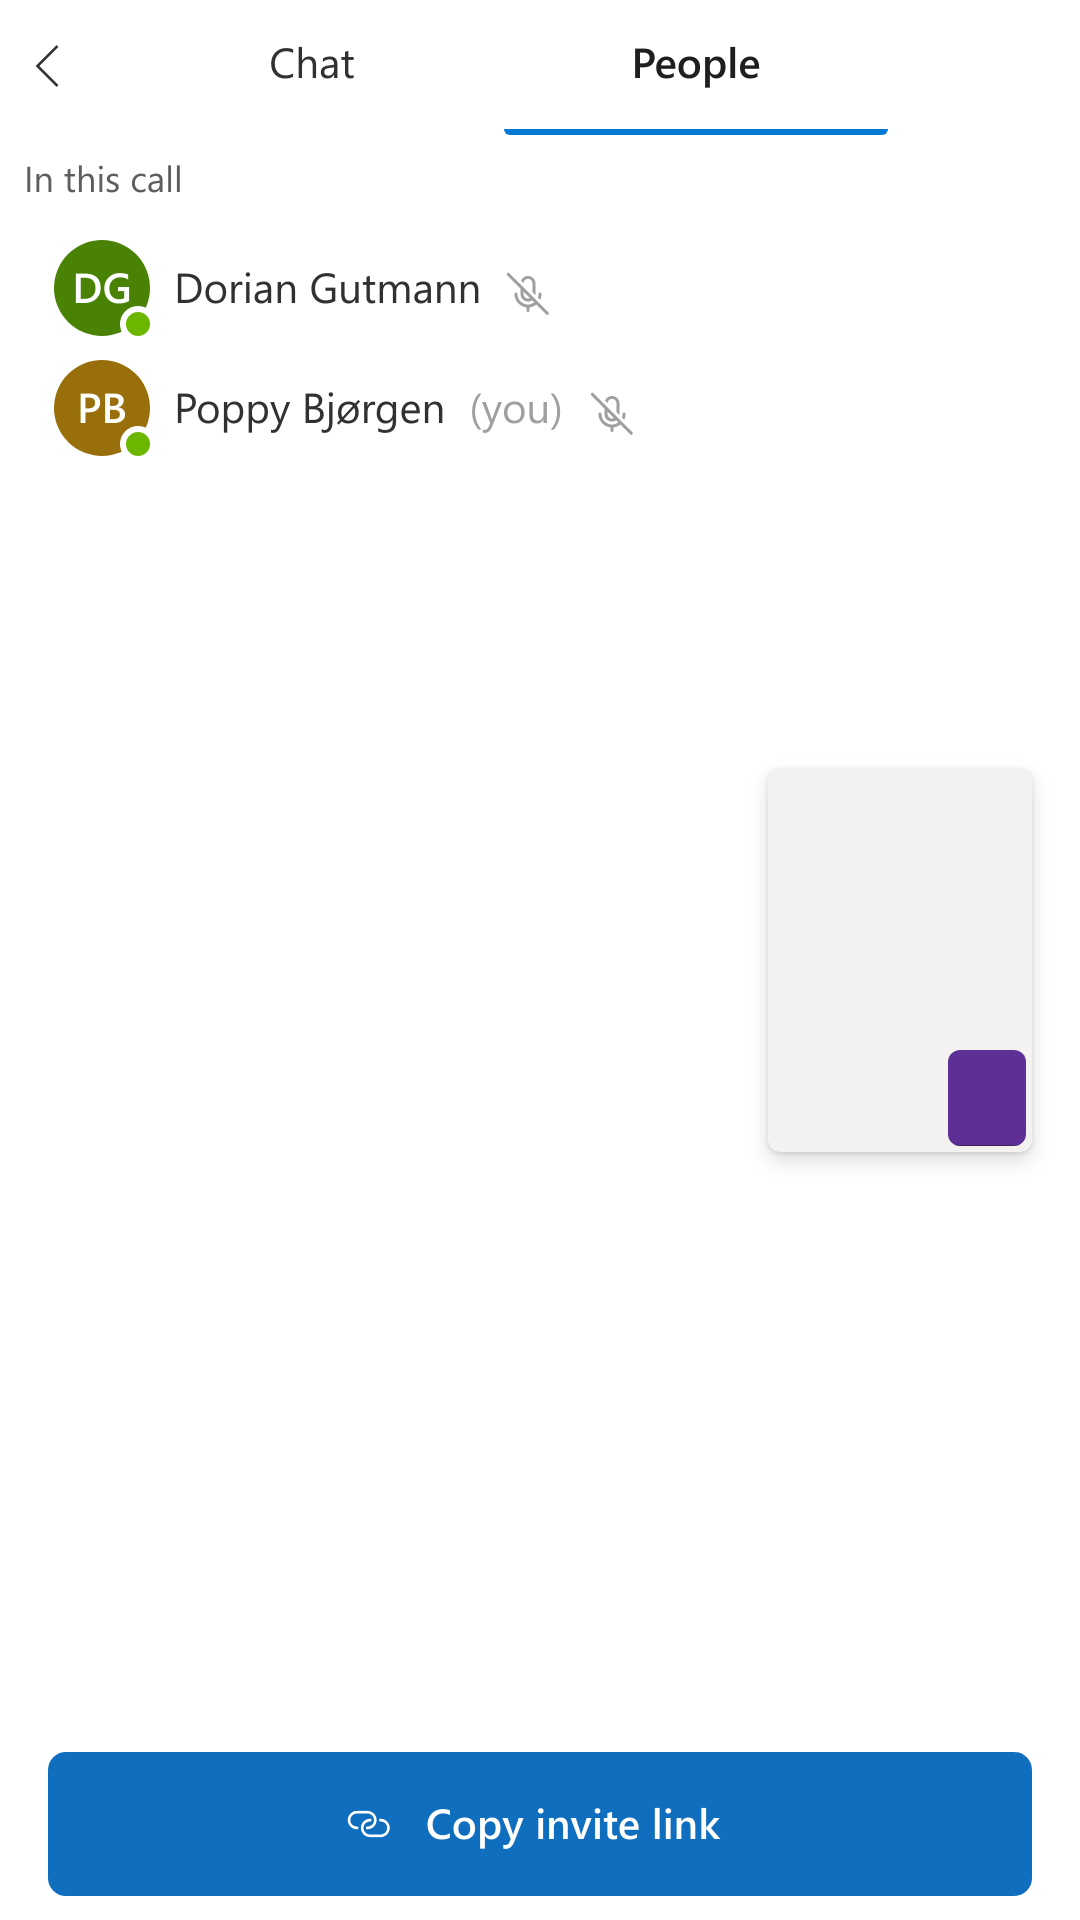 Chat People
In this call
DG Dorian Gutmann
PB Poppy Bjørgen (you)
Copy invite link